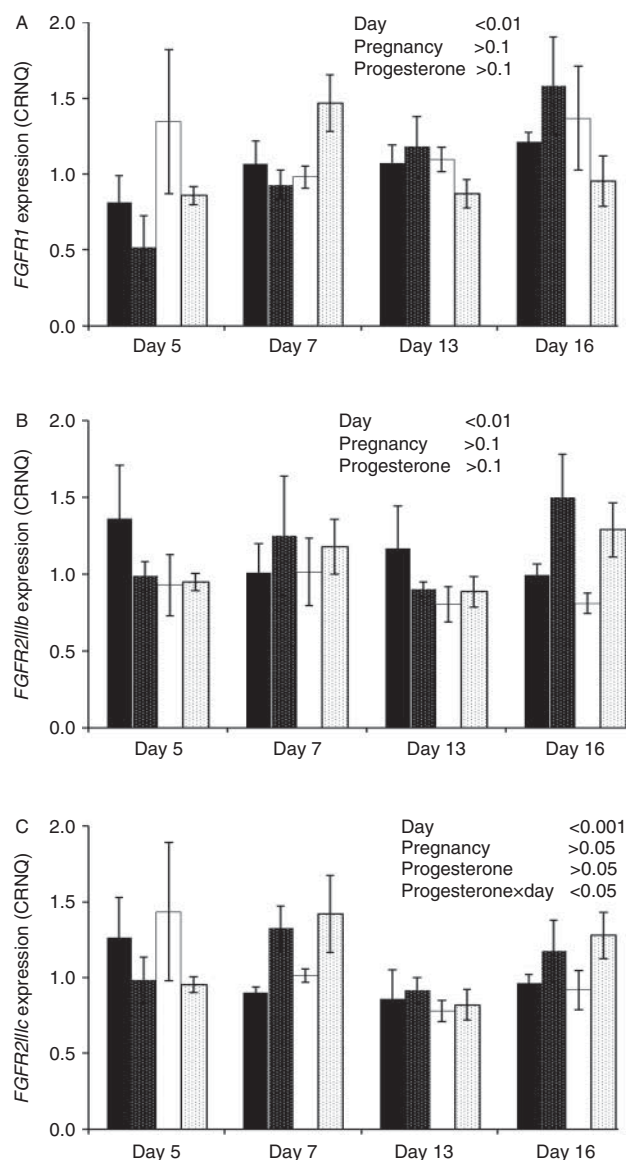 A
2.0
1.5
1.0
0.5
0.0
FGFR1 expression (CRNQ)
Day <0.01
Pregnancy >0.1
Progesterone >0.1
Day 5 Day 7 Day 13 Day 16
B
2.0
1.5
1.0
0.5
0.0
FGFR2IIIb expression (CRNQ)
Day <0.01
Pregnancy >0.1
Progesterone >0.1
Day 5 Day 7 Day 13 Day 16
C
2.0
1.5
1.0
0.5
0.0
FGFR2IIIc expression (CRNQ)
Day <0.001
Pregnancy >0.05
Progesterone >0.05
Progesterone×day <0.05
Day 5 Day 7 Day 13 Day 16